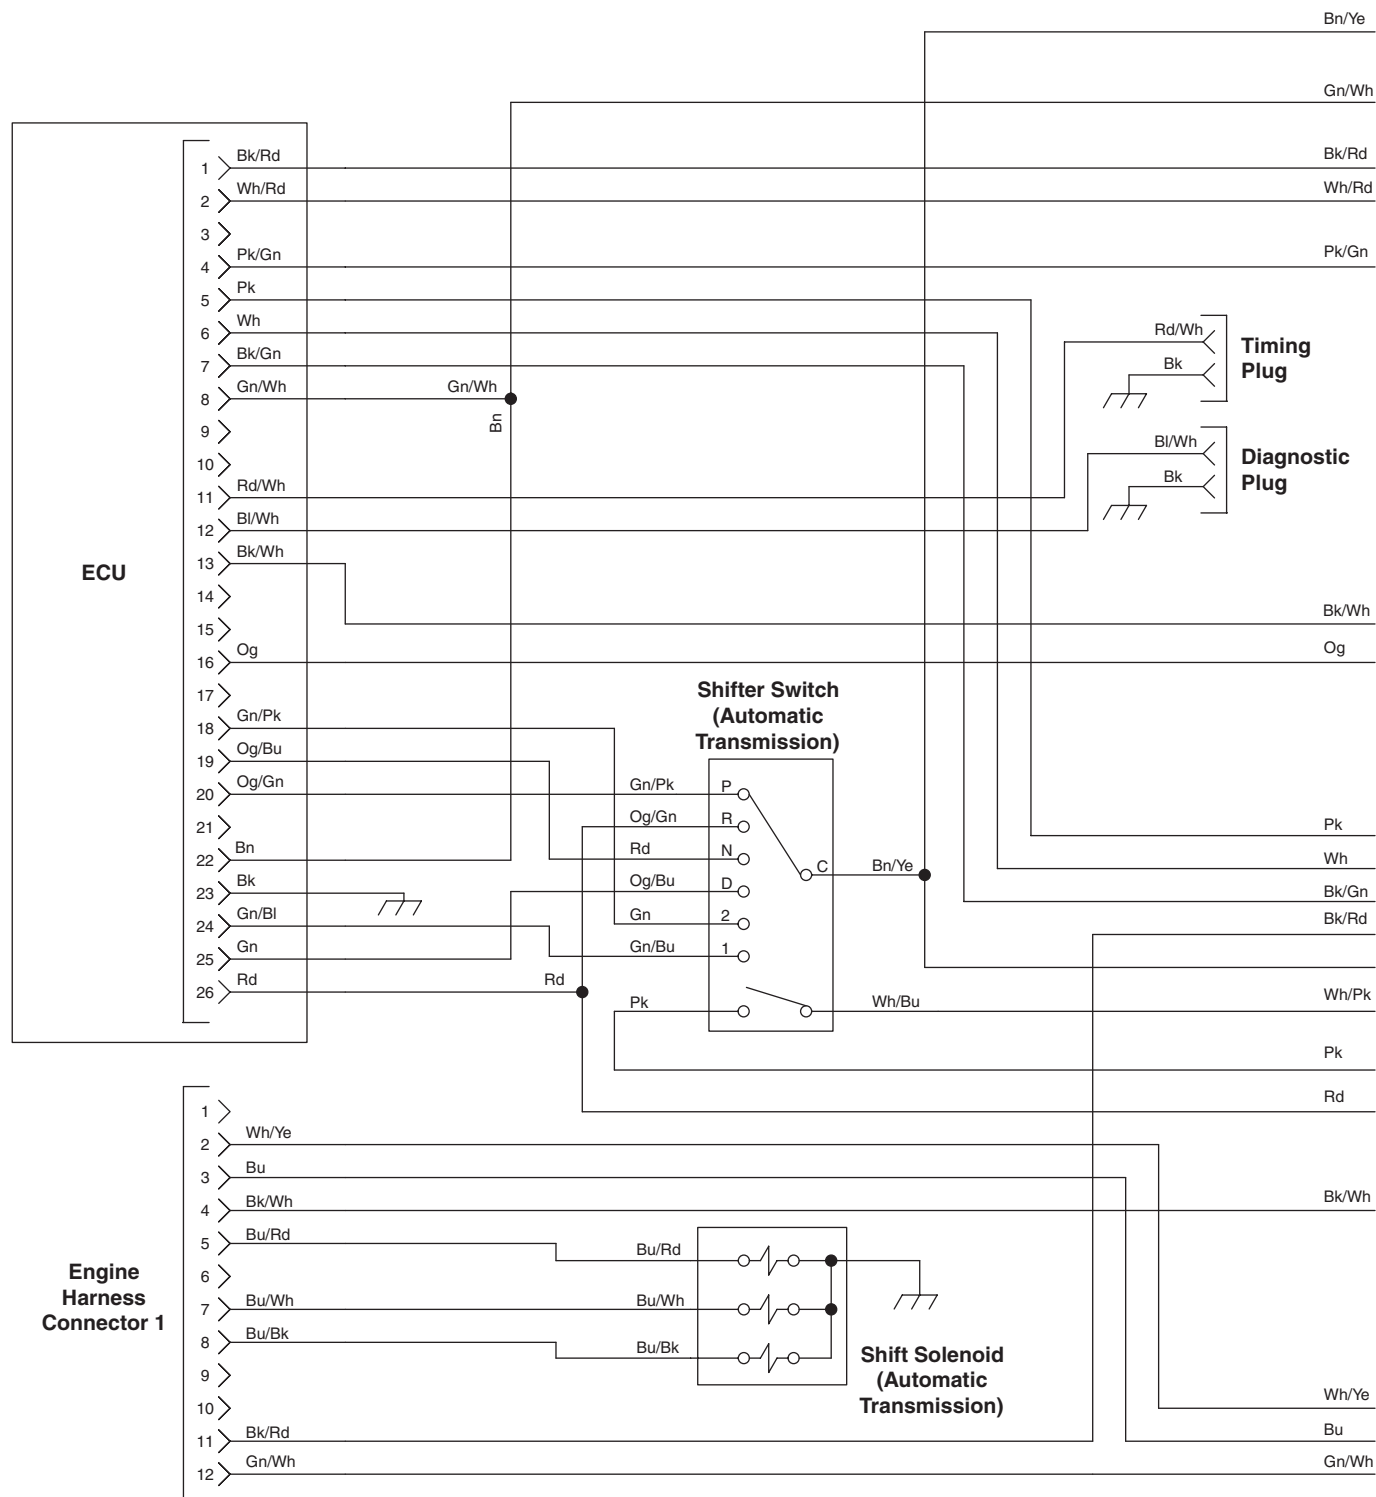 Bn/Ye
Gn/Wh
1 Bk/Rd Bk/Rd
2 Wh/Rd Wh/Rd
3
4 Pk/Gn Pk/Gn
5 Pk
6 Wh
7 Bk/Gn
8 Gn/Wh Gn/Wh
Bn
9
10
11 Rd/Wh
12 Bl/Wh
13 Bk/Wh
14
15
16 Og
17
18 Gn/Pk
19 Og/Bu
20 Og/Gn
21
22 Bn
23 Bk
24 Gn/Bl
25 Gn
26 Rd Rd
ECU
Rd/Wh
Bk
Timing
Plug
Bl/Wh
Bk
Diagnostic
Plug
Bk/Wh
Og
Shifter Switch
(Automatic
Transmission)
Gn/Pk P
Og/Gn R
Rd N
Og/Bu D
Gn 2
Gn/Bu 1
C Bn/Ye
Pk Wh/Bu
Pk
Wh
Bk/Gn
Bk/Rd
Wh/Pk
Pk
Rd
1
2 Wh/Ye
3 Bu
4 Bk/Wh Bk/Wh
5 Bu/Rd Bu/Rd
6
7 Bu/Wh Bu/Wh
8 Bu/Bk Bu/Bk
9
10
11 Bk/Rd
12 Gn/Wh
Engine
Harness
Connector 1
Shift Solenoid
(Automatic
Transmission)
Wh/Ye
Bu
Gn/Wh